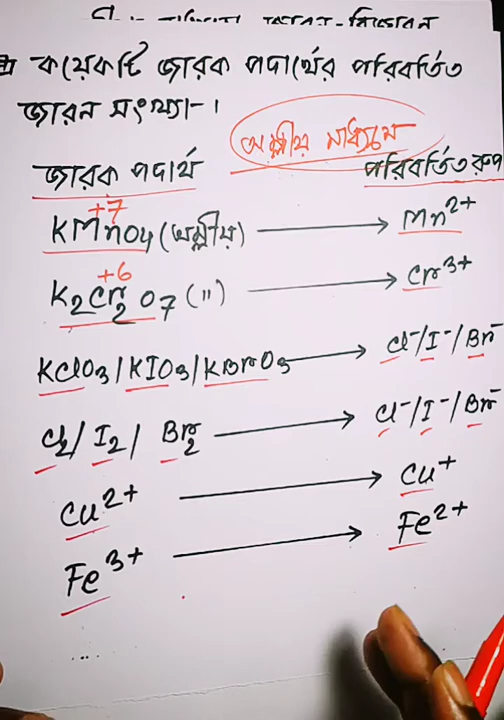 কয়েকটি জারক পদার্থের পরিবর্তিত
জারন সংখ্যা-।
অম্লীয় মাধ্যমে
জারক পদার্থ পরিবর্তিত রূপ
+7
KMnO4 (অম্লীয়) → Mn²⁺
+6
K2Cr2O7 (") → Cr³⁺
KClO3/KIO3/KBrO3 → Cl⁻/I⁻/Br⁻
Cl2/I2/Br2 → Cl⁻/I⁻/Br⁻
Cu²⁺ → Cu⁺
Fe³⁺ → Fe²⁺
...